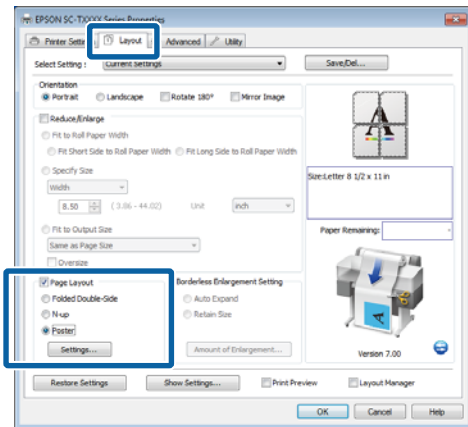 EPSON SC-TXXXX Series Properties
Printer Settings Layout Advanced Utility
Select Setting : Current Settings Save/Del...
Orientation
Portrait Landscape Rotate 180° Mirror Image
Reduce/Enlarge
Fit to Roll Paper Width
Fit Short Side to Roll Paper Width Fit Long Side to Roll Paper Width
Specify Size
Width
8.50 ( 3.86 - 44.02) Unit inch
Size:Letter 8 1/2 x 11 in
Fit to Output Size
Same as Page Size
Paper Remaining:
Oversize
Page Layout Borderless Enlargement Setting
Folded Double-Side Auto Expand
N-up Retain Size
Poster
Settings... Amount of Enlargement...
Version 7.00
Restore Settings Show Settings... Print Preview Layout Manager
OK Cancel Help